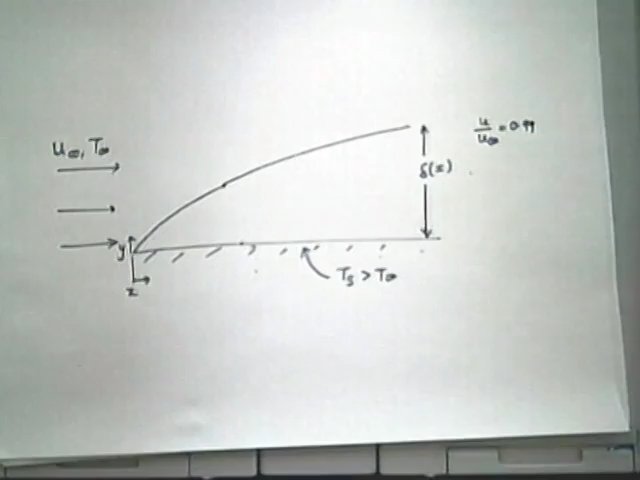 u∞, T∞
u/u∞ = 0.99
δ(x)
y
x
Ts > T∞